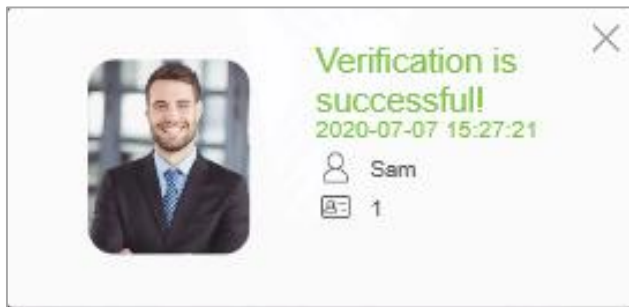 Verification is
successful!
2020-07-07 15:27:21
Sam
1